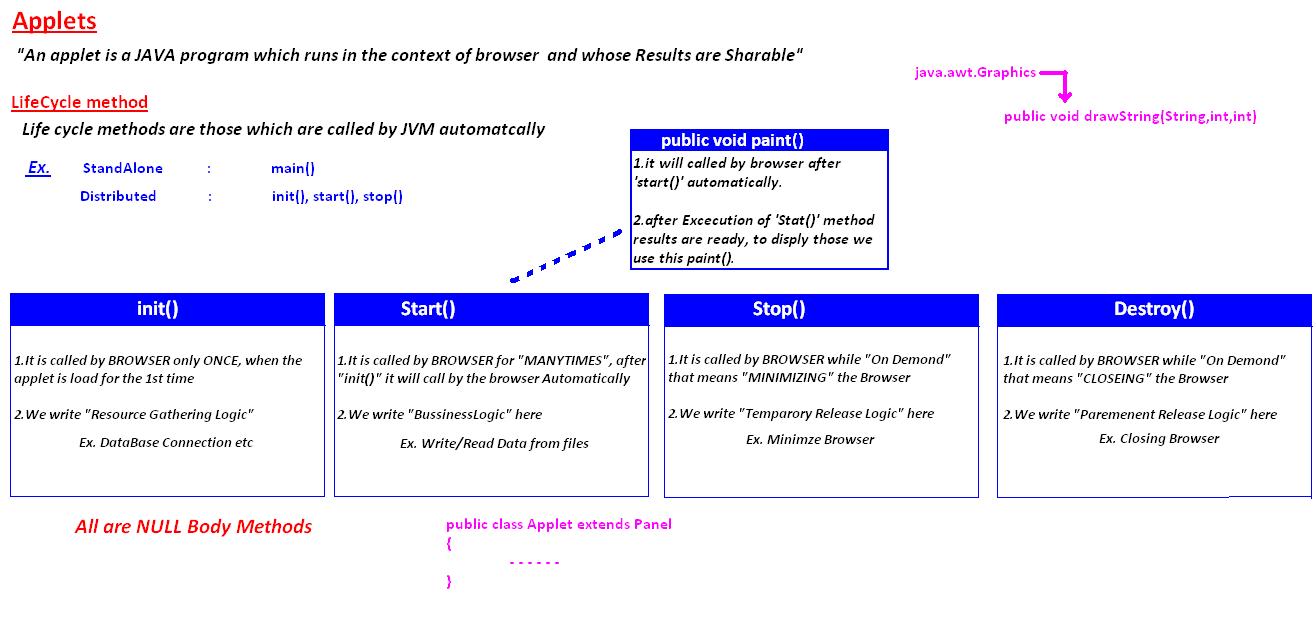 Applets
"An applet is a JAVA program which runs in the context of browser and whose Results are Sharable"
java.awt.Graphics
public void drawString(String,int,int)
LifeCycle method
Life cycle methods are those which are called by JVM automatcally
Ex. StandAlone : main()
Distributed : init(), start(), stop()
public void paint()
1.it will called by browser after
'start()' automatically.
2.after Excecution of 'Stat()' method
results are ready, to disply those we
use this paint().
init()
1.It is called by BROWSER only ONCE, when the
applet is load for the 1st time
2.We write "Resource Gathering Logic"
Ex. DataBase Connection etc
Start()
1.It is called by BROWSER for "MANYTIMES", after
"init()" it will call by the browser Automatically
2.We write "BussinessLogic" here
Ex. Write/Read Data from files
Stop()
1.It is called by BROWSER while "On Demond"
that means "MINIMIZING" the Browser
2.We write "Temparory Release Logic" here
Ex. Minimze Browser
Destroy()
1.It is called by BROWSER while "On Demond"
that means "CLOSEING" the Browser
2.We write "Paremenent Release Logic" here
Ex. Closing Browser
All are NULL Body Methods
public class Applet extends Panel
{
- - - - - -
}